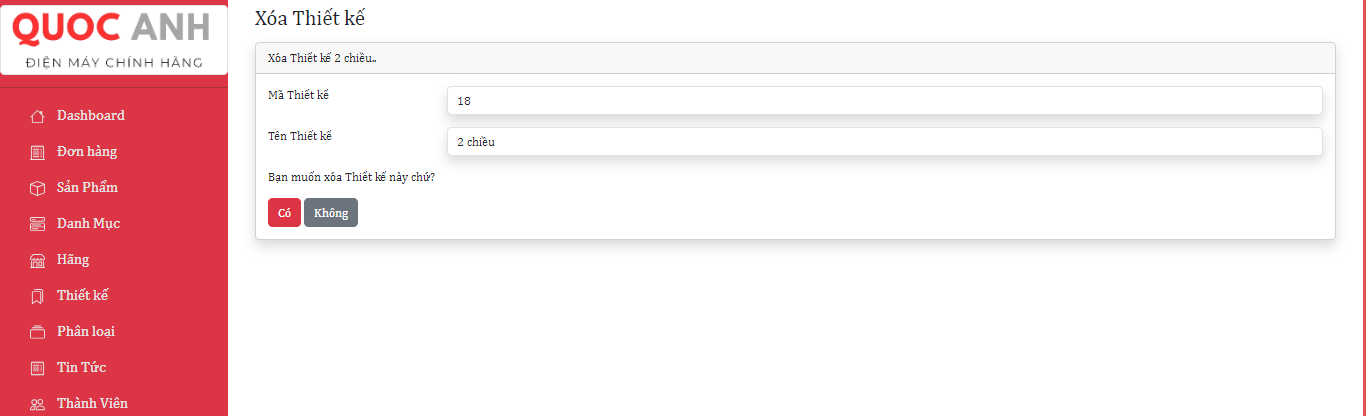 QUOC ANH
ĐIỆN MÁY CHÍNH HÃNG
Dashboard
Đơn hàng
Sản Phẩm
Danh Mục
Hãng
Thiết kế
Phân loại
Tin Tức
Thành Viên
Xóa Thiết kế
Xóa Thiết kế 2 chiều..
Mã Thiết kế
18
Tên Thiết kế
2 chiều
Bạn muốn xóa Thiết kế này chứ?
Có Không